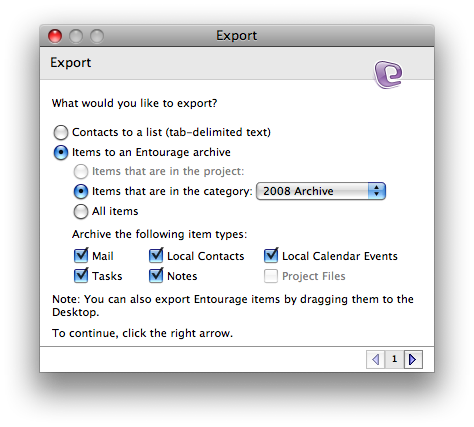 Export
Export
What would you like to export?
Contacts to a list (tab-delimited text)
Items to an Entourage archive
Items that are in the project:
Items that are in the category: 2008 Archive
All items
Archive the following item types:
Mail Local Contacts Local Calendar Events
Tasks Notes Project Files
Note: You can also export Entourage items by dragging them to the
Desktop.
To continue, click the right arrow.
1